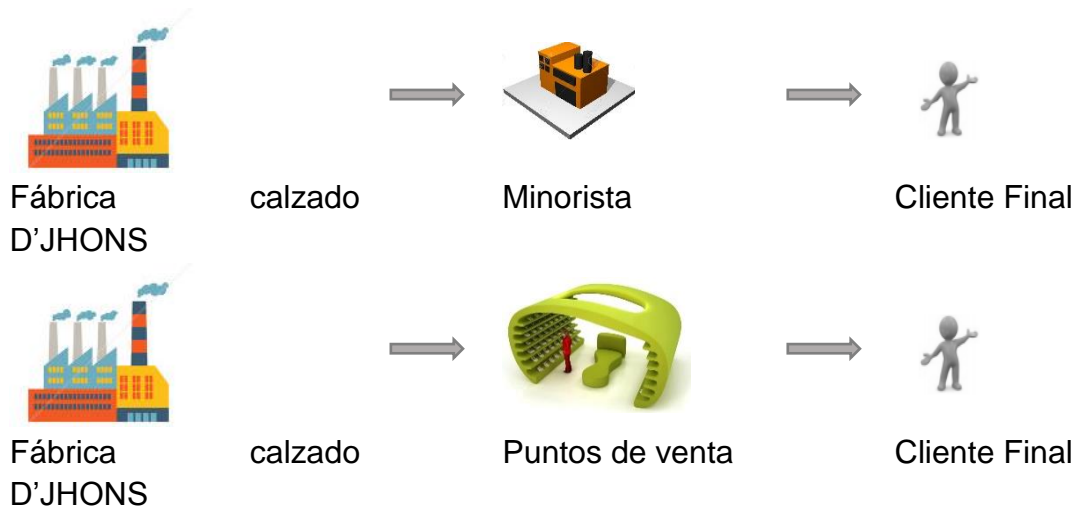 Fábrica calzado Minorista Cliente Final
D’JHONS
Fábrica calzado Puntos de venta Cliente Final
D’JHONS